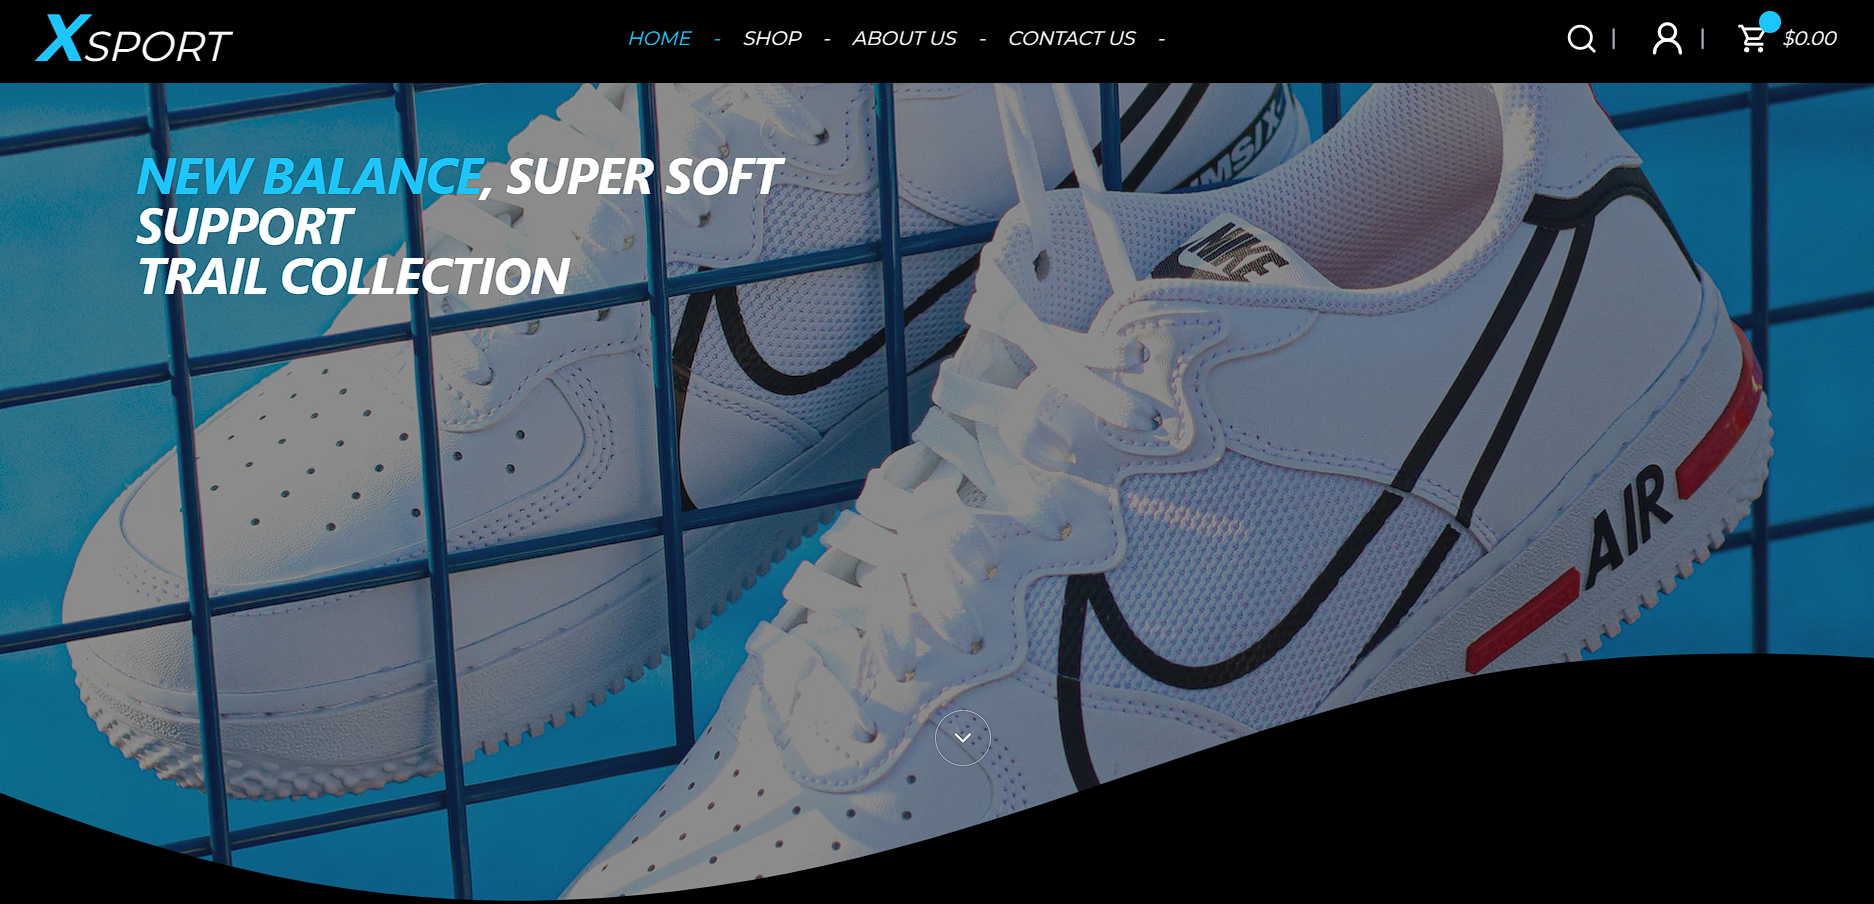 XSPORT
HOME - SHOP - ABOUT US - CONTACT US -
| | $0.00
NEW BALANCE, SUPER SOFT
SUPPORT
TRAIL COLLECTION
NIKE
AIR